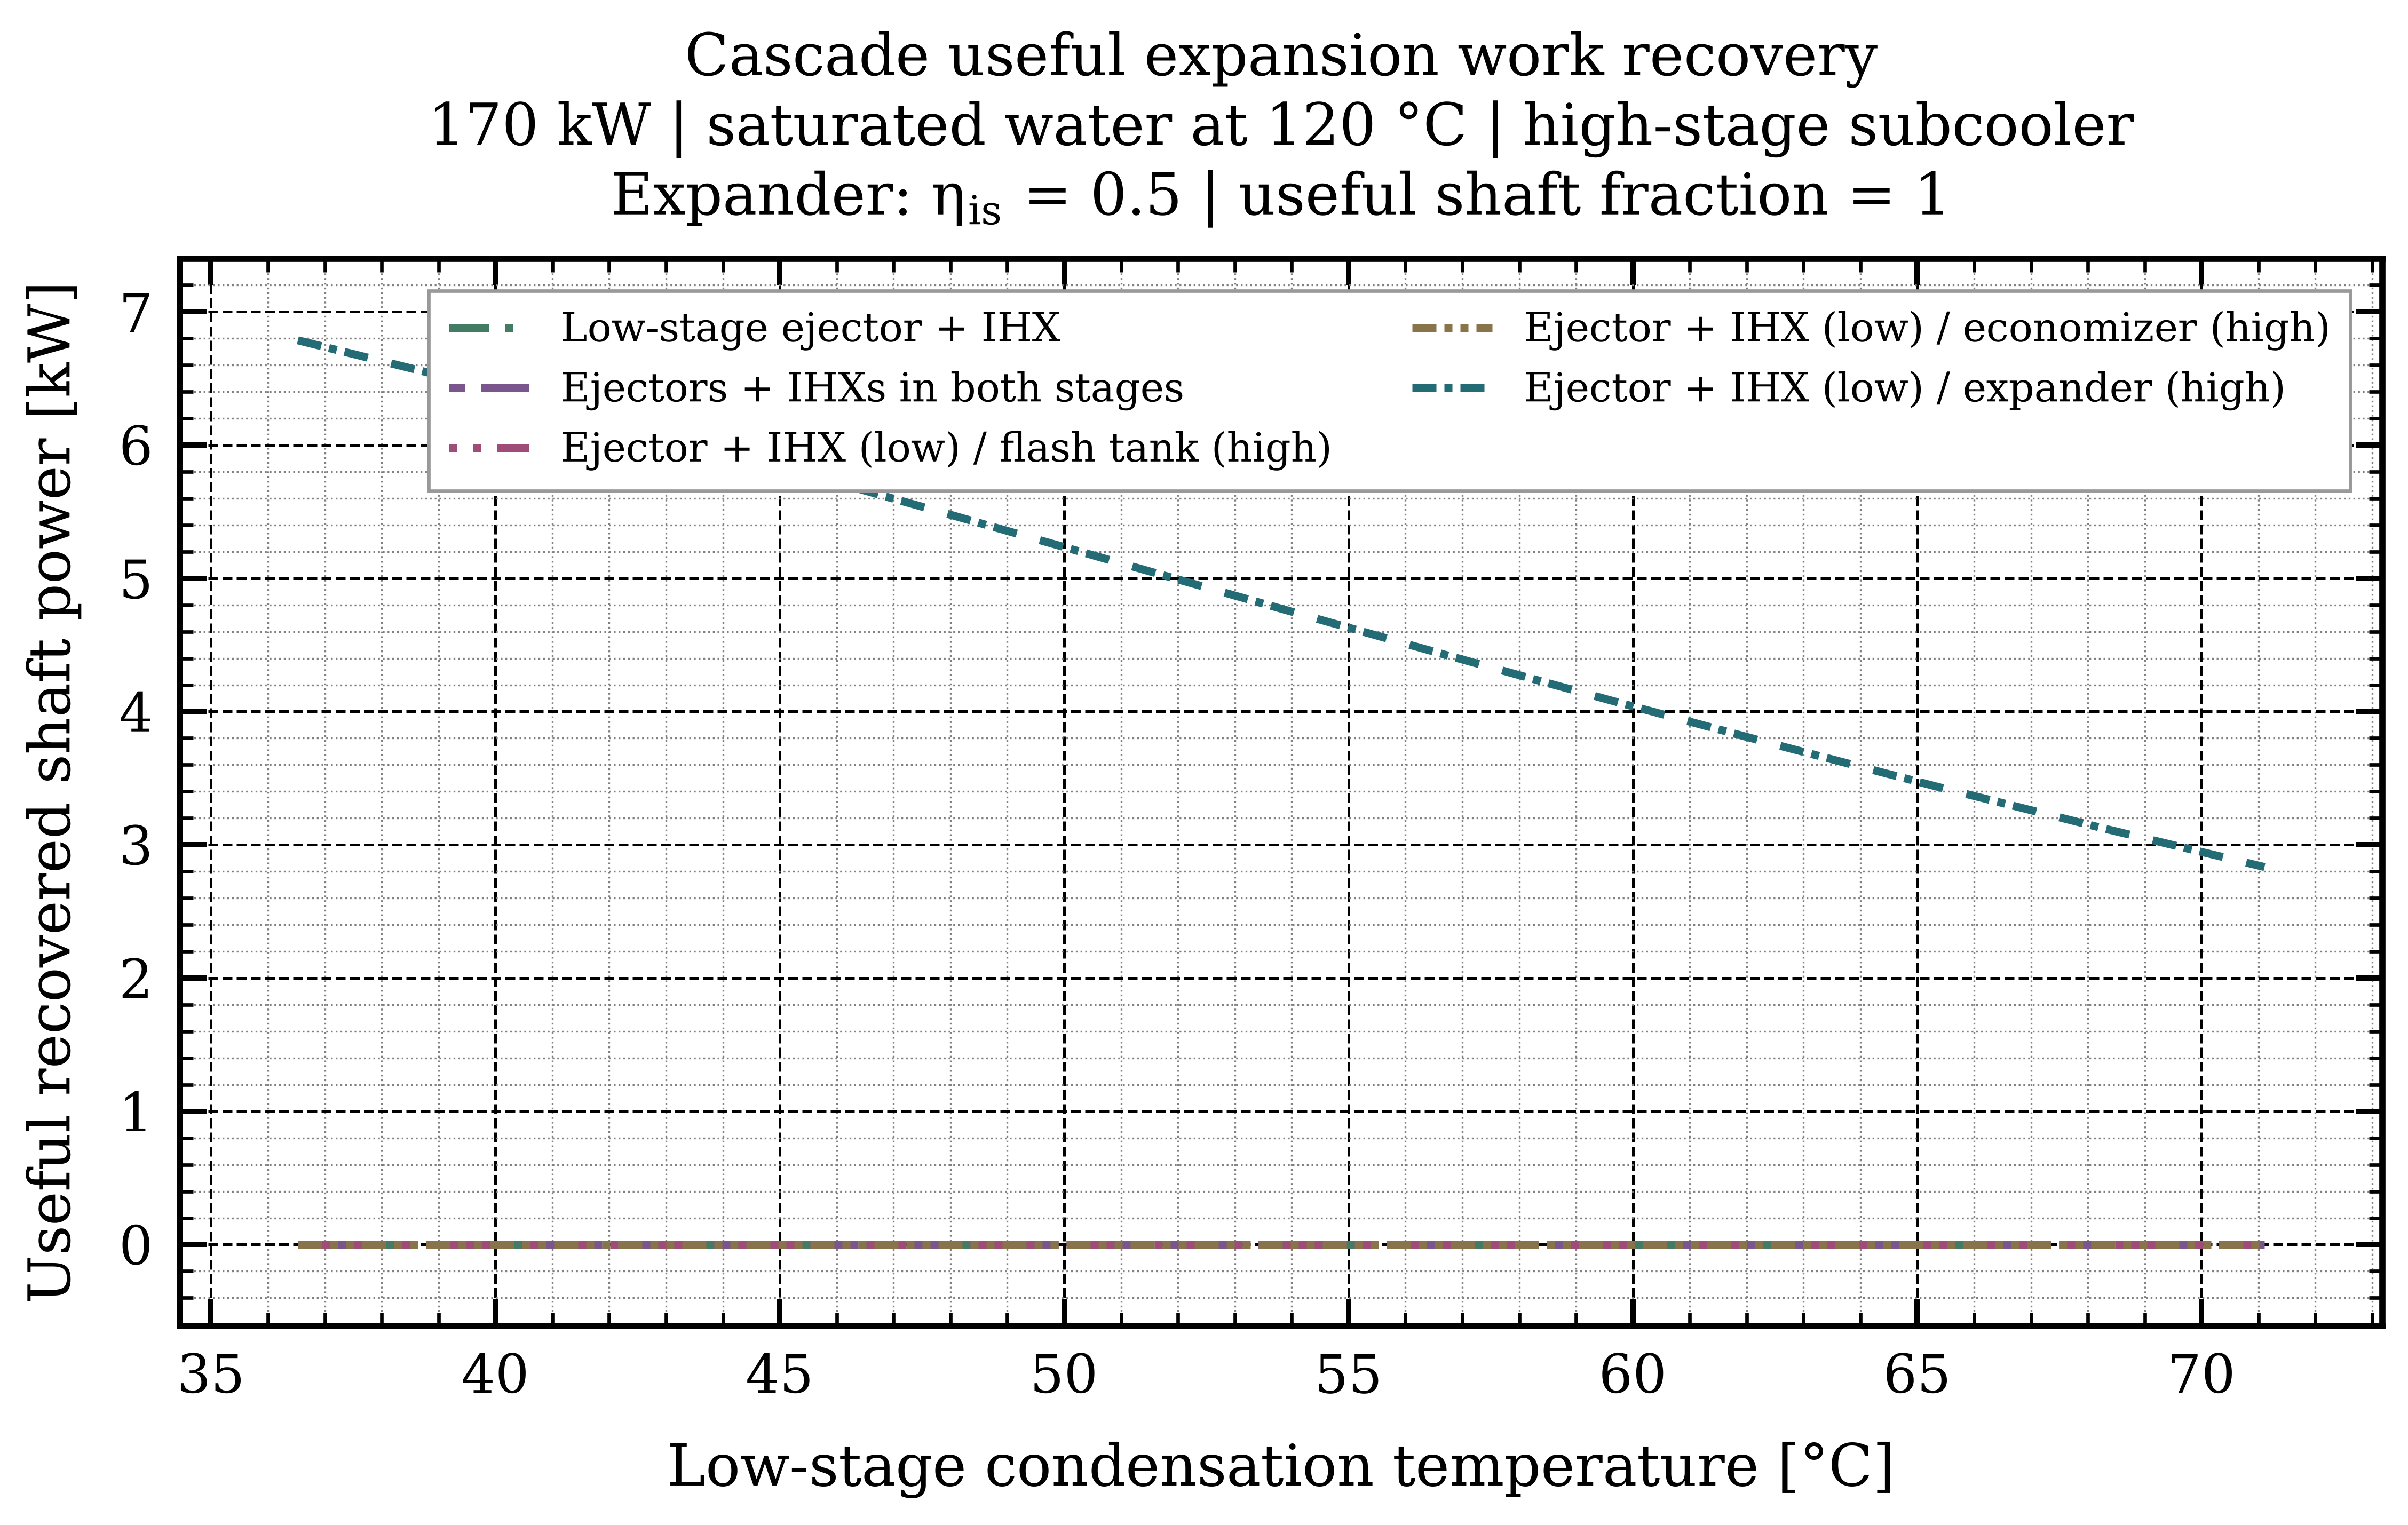 Cascade useful expansion work recovery
170 kW | saturated water at 120 °C | high-stage subcooler
Expander: ηis = 0.5 | useful shaft fraction = 1
Useful recovered shaft power [kW]
7
6
5
4
3
2
1
0
Low-stage ejector + IHX
Ejectors + IHXs in both stages
Ejector + IHX (low) / flash tank (high)
Ejector + IHX (low) / economizer (high)
Ejector + IHX (low) / expander (high)
35 40 45 50 55 60 65 70
Low-stage condensation temperature [°C]